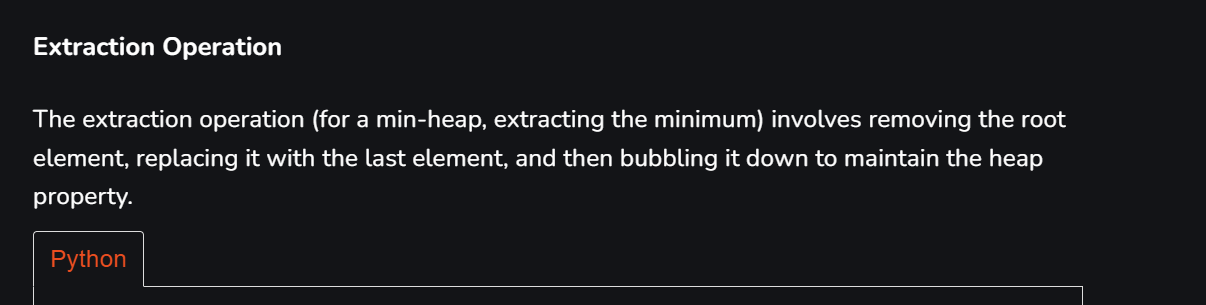 Extraction Operation
The extraction operation (for a min-heap, extracting the minimum) involves removing the root
element, replacing it with the last element, and then bubbling it down to maintain the heap
property.
Python